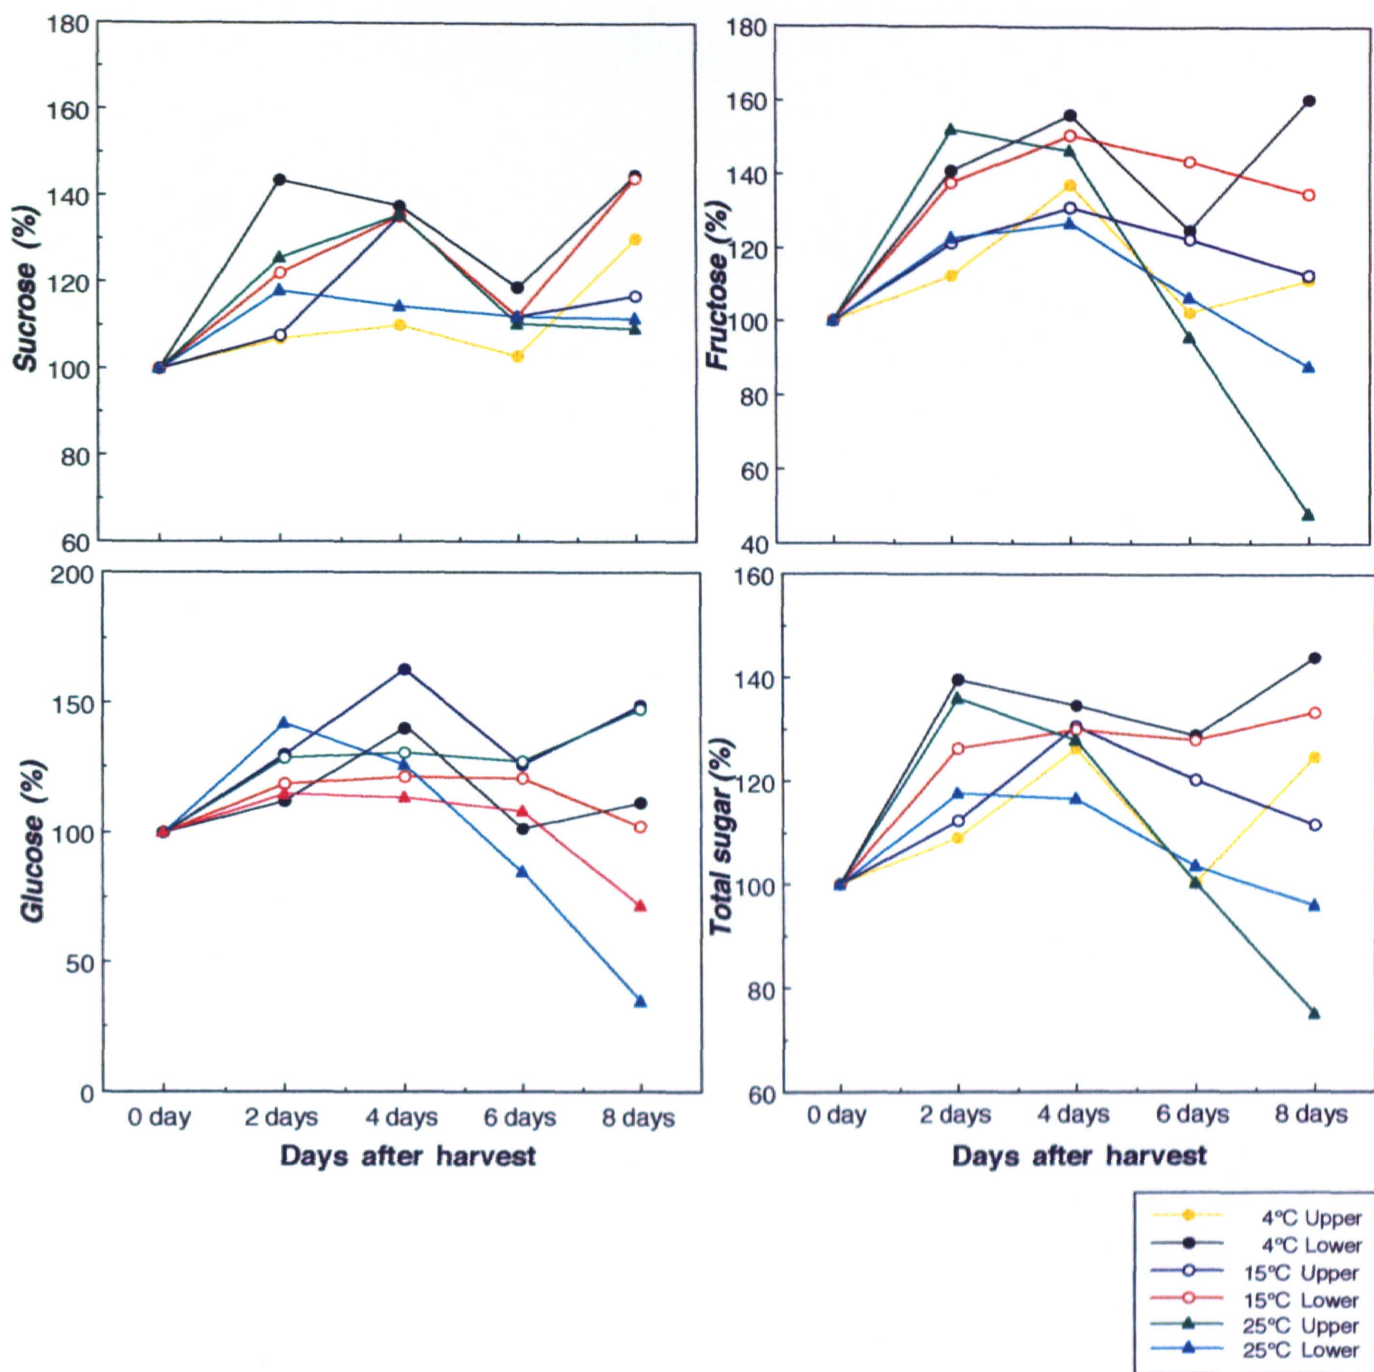 180
160
140
120
100
80
60
Sucrose (%)
180
160
140
120
100
80
60
40
Fructose (%)
200
150
100
50
0
Glucose (%)
0 day
2 days
4 days
6 days
8 days
Days after harvest
160
140
120
100
80
60
Total sugar (%)
0 day
2 days
4 days
6 days
8 days
Days after harvest
4°C Upper
4°C Lower
15°C Upper
15°C Lower
25°C Upper
25°C Lower